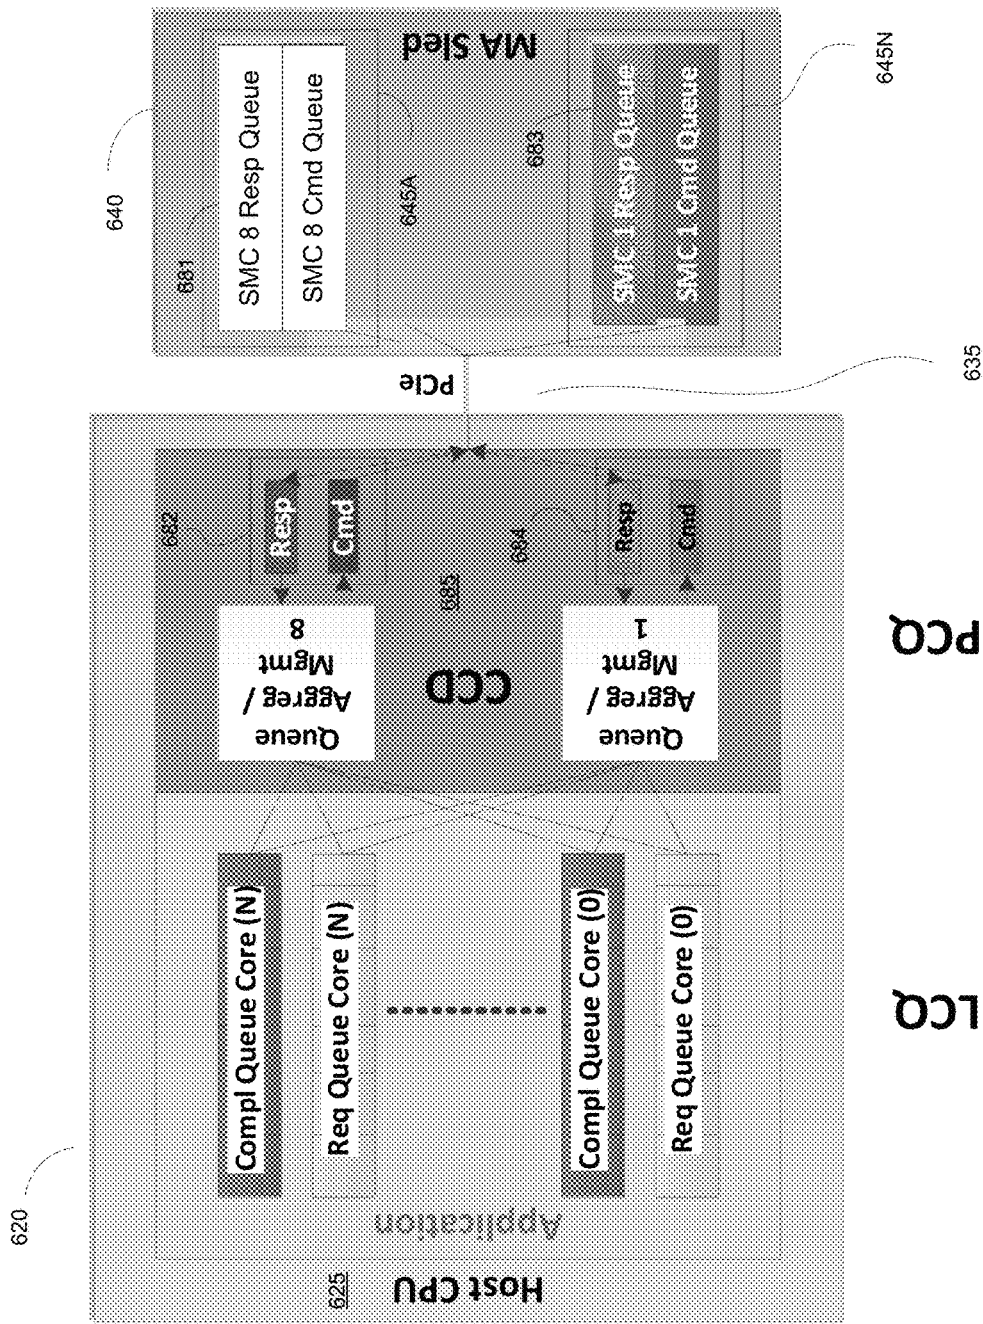 620
625
Host CPU
Application
Compl Queue Core (N)
Req Queue Core (N)
Compl Queue Core (0)
Req Queue Core (0)
LCQ
CCD
685
Queue
Aggreg /
Mgmt
8
Queue
Aggreg /
Mgmt
1
682
Resp
Cmd
684
Resp
Cmd
PCQ
PCIe
635
640
MA Sled
681
SMC 8 Resp Queue
SMC 8 Cmd Queue
645A
683
SMC 1 Resp Queue
SMC 1 Cmd Queue
645N